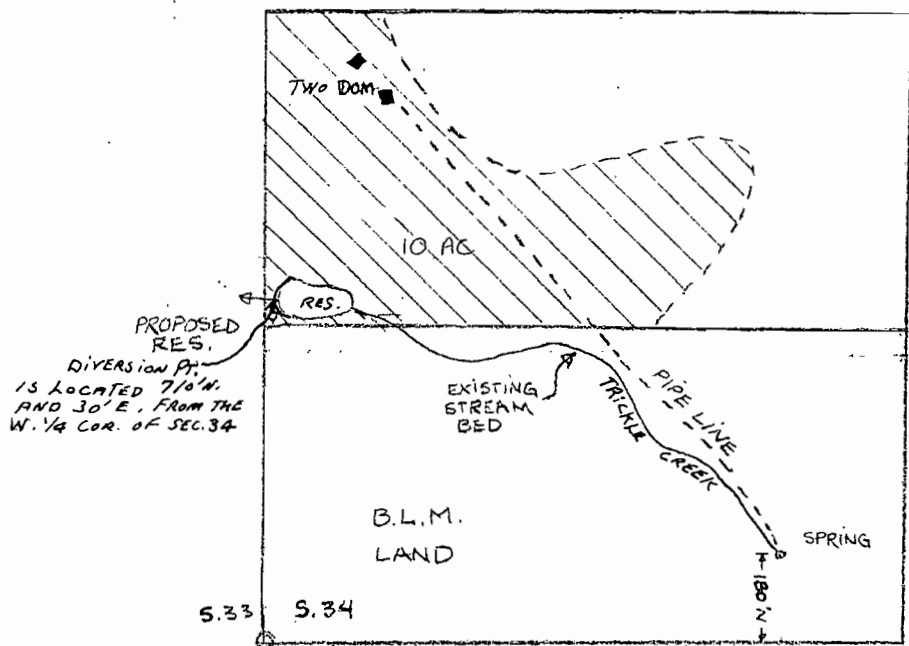 TWO DOM
10 AC
RES.
PROPOSED
RES.
DIVERSION PT.
IS LOCATED 710'N.
AND 30'E. FROM THE
W. 1/4 COR. OF SEC. 34
EXISTING
STREAM
BED
TRICKLE
CREEK
PIPE LINE
B.L.M.
LAND
SPRING
180'N
S.33 S.34